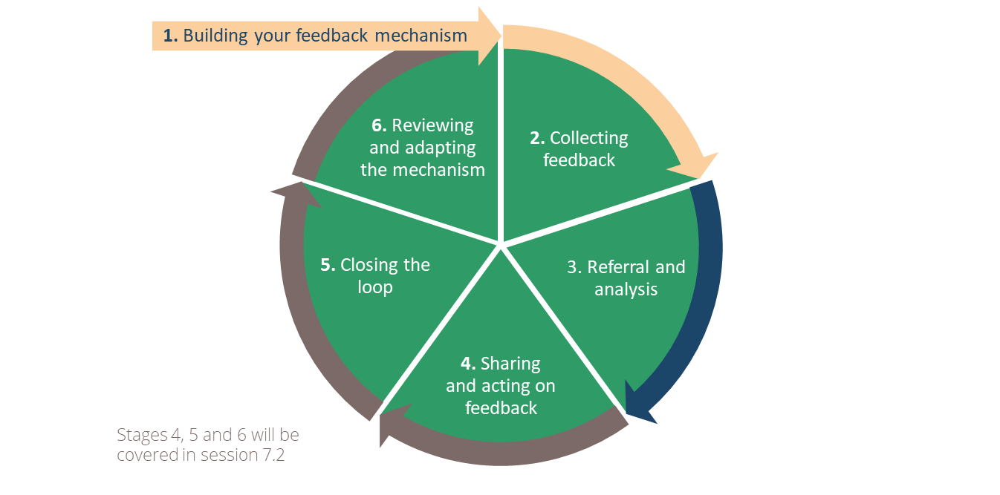 1. Building your feedback mechanism
2. Collecting
feedback
3. Referral and
analysis
4. Sharing
and acting on
feedback
5. Closing the
loop
6. Reviewing
and adapting
the mechanism
Stages 4, 5 and 6 will be
covered in session 7.2